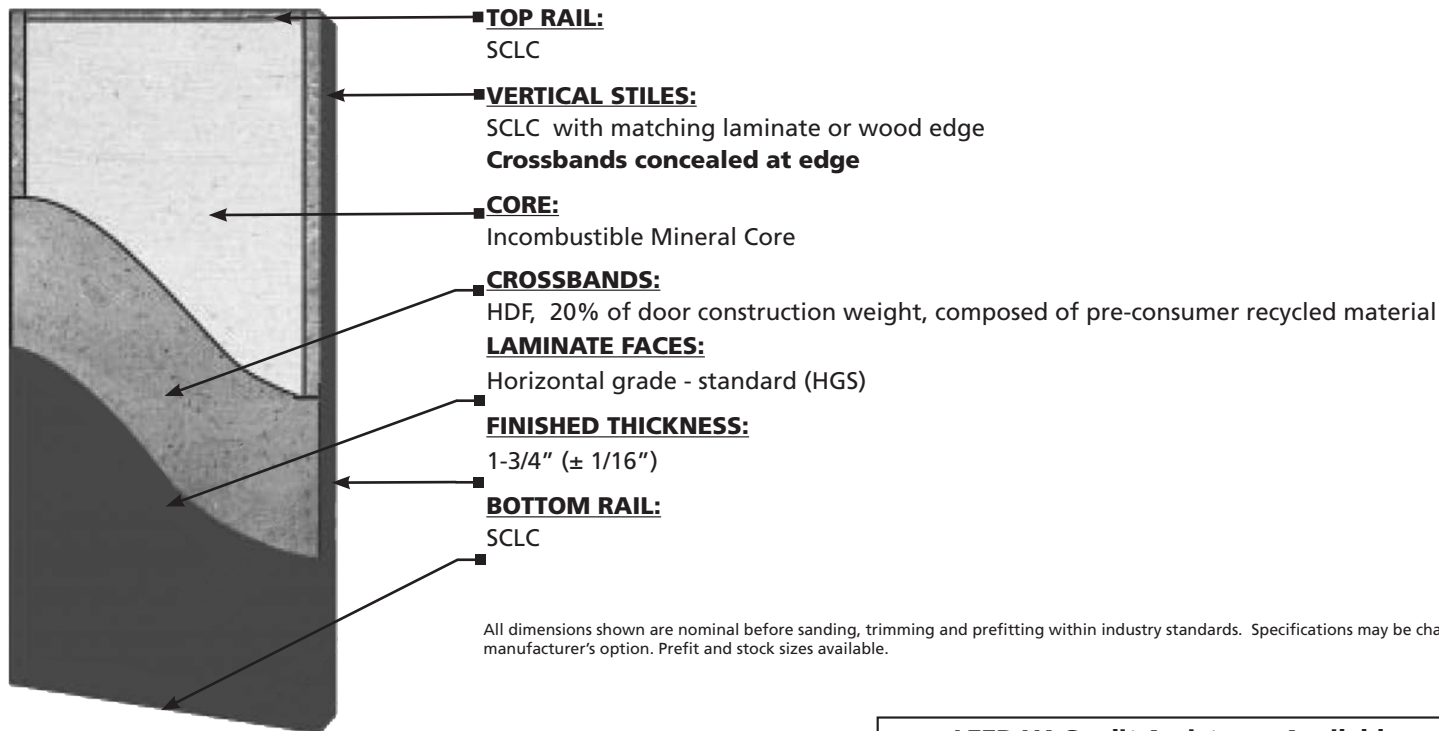 TOP RAIL:
SCLC
VERTICAL STILES:
SCLC with matching laminate or wood edge
Crossbands concealed at edge
CORE:
Incombustible Mineral Core
CROSSBANDS:
HDF, 20% of door construction weight, composed of pre-consumer recycled material
LAMINATE FACES:
Horizontal grade - standard (HGS)
FINISHED THICKNESS:
1-3/4” (± 1/16”)
BOTTOM RAIL:
SCLC
All dimensions shown are nominal before sanding, trimming and prefitting within industry standards. Specifications may be
manufacturer’s option. Prefit and stock sizes available.